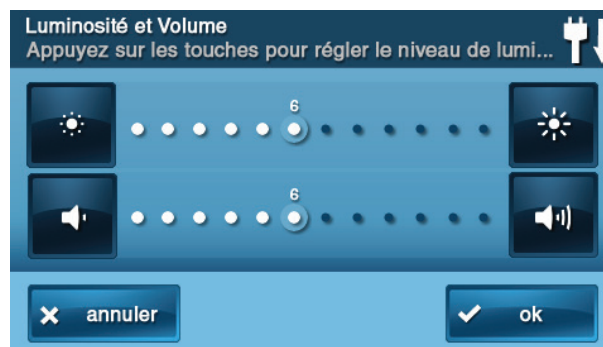 Luminosité et Volume
Appuyez sur les touches pour régler le niveau de lumi...
6
6
annuler
ok